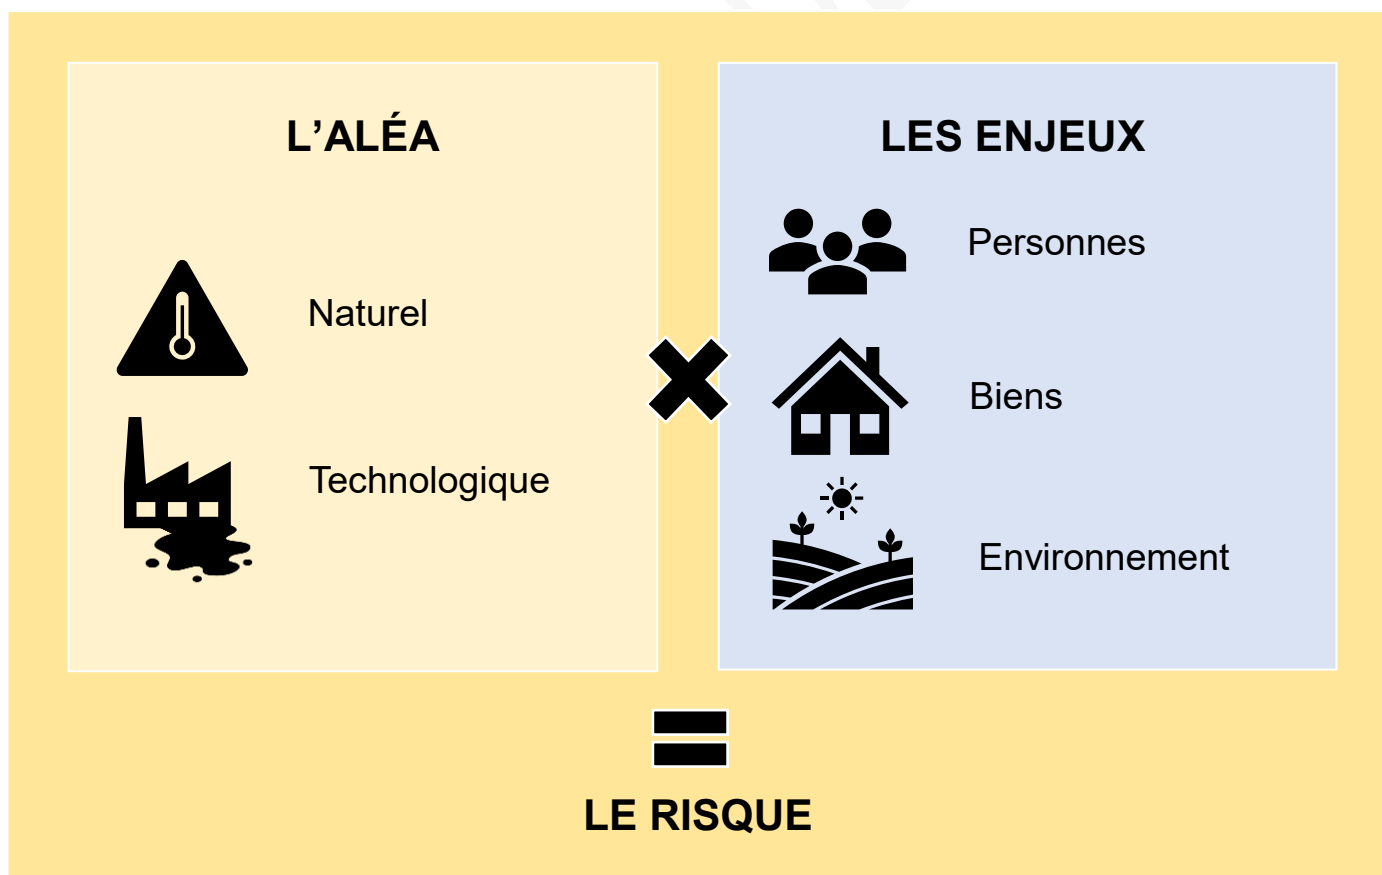 L’ALÉA
Naturel
Technologique
LES ENJEUX
Personnes
Biens
Environnement
LE RISQUE